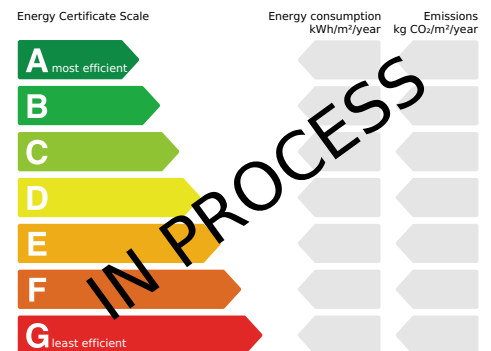 Energy Certificate Scale
Energy consumption
kWh/m²/year
Emissions
kg CO₂/m²/year
A most efficient
B
C
D
E
F
G least efficient
IN PROCESS